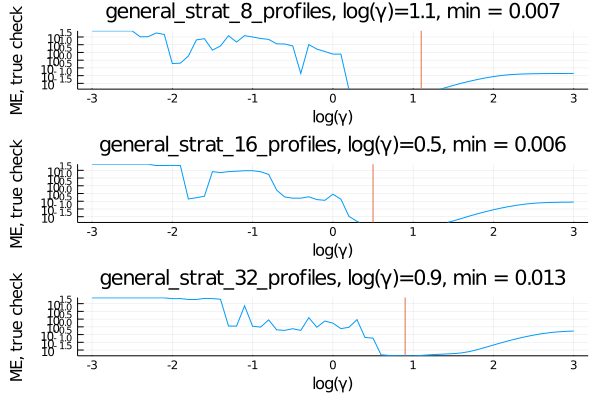 general_strat_8_profiles, log(γ)=1.1, min = 0.007
ME, true check
-3 -2 -1 0 1 2 3
log(γ)
general_strat_16_profiles, log(γ)=0.5, min = 0.006
ME, true check
-3 -2 -1 0 1 2 3
log(γ)
general_strat_32_profiles, log(γ)=0.9, min = 0.013
ME, true check
-3 -2 -1 0 1 2 3
log(γ)